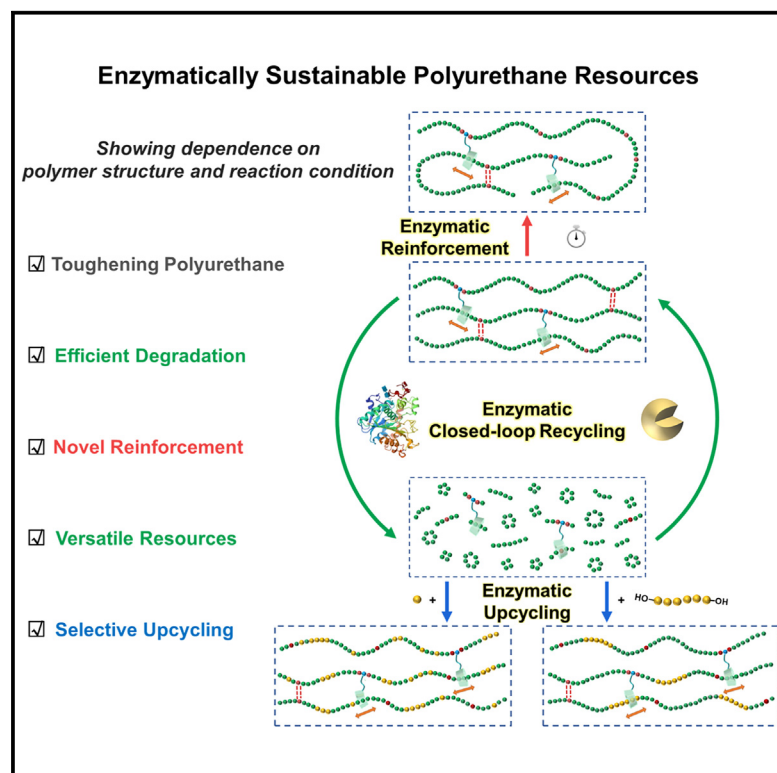 Enzymatically Sustainable Polyurethane Resources
Showing dependence on
polymer structure and reaction condition
☑ Toughening Polyurethane
☑ Efficient Degradation
☑ Novel Reinforcement
☑ Versatile Resources
☑ Selective Upcycling
Enzymatic
Reinforcement
Enzymatic
Closed-loop Recycling
Enzymatic
Upcycling
+
+ HO OH